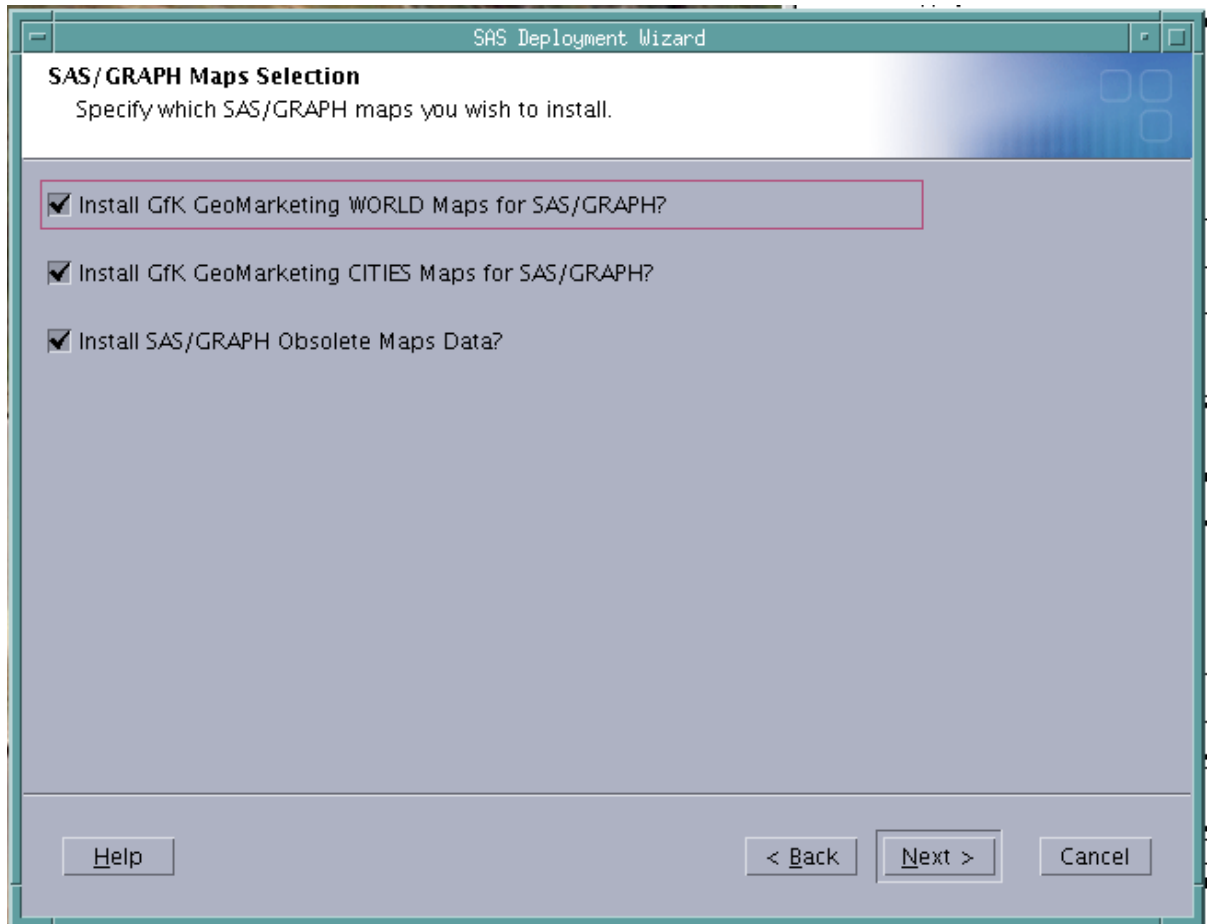 SAS Deployment Wizard
SAS/GRAPH Maps Selection
Specify which SAS/GRAPH maps you wish to install.
Install GfK GeoMarketing WORLD Maps for SAS/GRAPH?
Install GfK GeoMarketing CITIES Maps for SAS/GRAPH?
Install SAS/GRAPH Obsolete Maps Data?
Help
< Back
Next >
Cancel